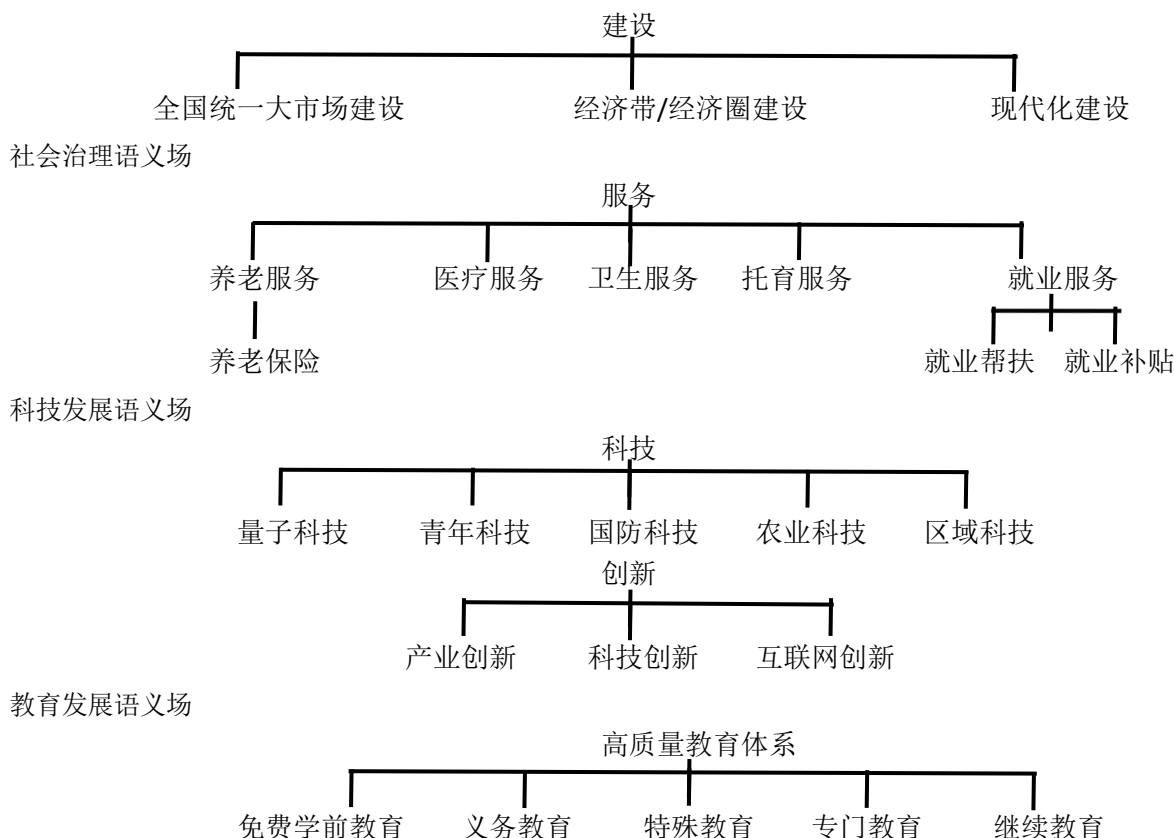 建设
全国统一大市场建设 经济带/经济圈建设 现代化建设
社会治理语义场
服务
养老服务 医疗服务 卫生服务 托育服务 就业服务
养老保险 就业帮扶 就业补贴
科技发展语义场
科技
量子科技 青年科技 国防科技 农业科技 区域科技
创新
产业创新 科技创新 互联网创新
教育发展语义场
高质量教育体系
免费学前教育 义务教育 特殊教育 专门教育 继续教育